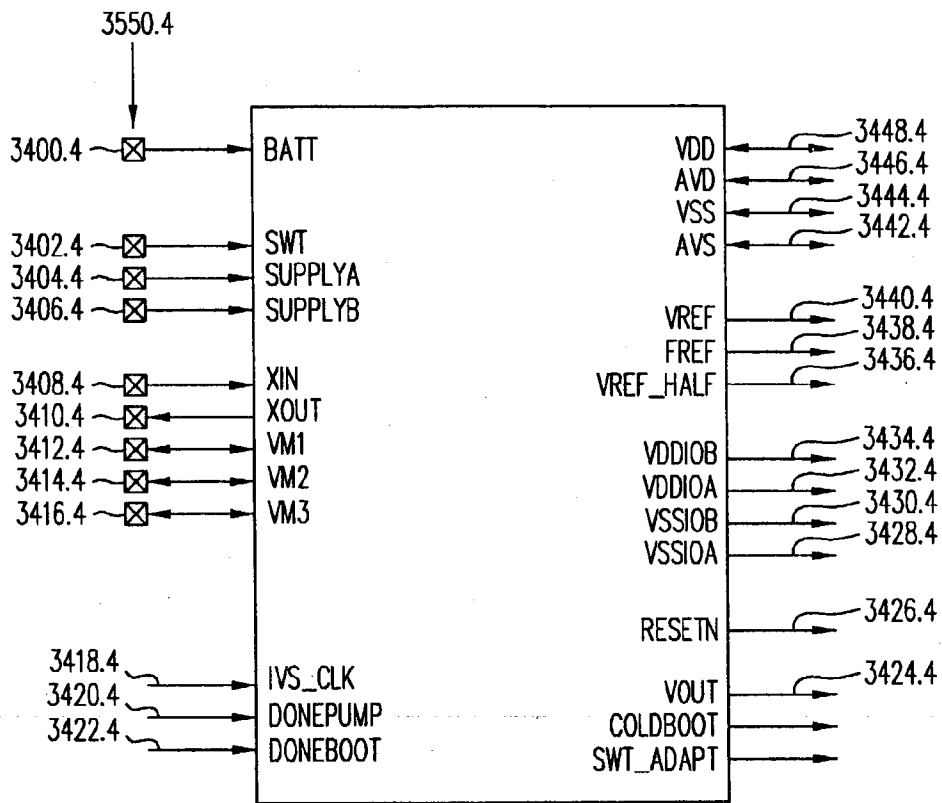 3550.4
3400.4 BATT VDD 3448.4
AVD 3446.4
VSS 3444.4
3402.4 SWT AVS 3442.4
3404.4 SUPPLYA
3406.4 SUPPLYB VREF 3440.4
FREF 3438.4
3408.4 XIN VREF_HALF 3436.4
3410.4 XOUT
3412.4 VM1 VDDIOB 3434.4
3414.4 VM2 VDDIOA 3432.4
3416.4 VM3 VSSIOB 3430.4
VSSIOA 3428.4
RESETN 3426.4
3418.4 IVS_CLK VOUT 3424.4
3420.4 DONEPUMP COLDBOOT
3422.4 DONEBOOT SWT_ADAPT